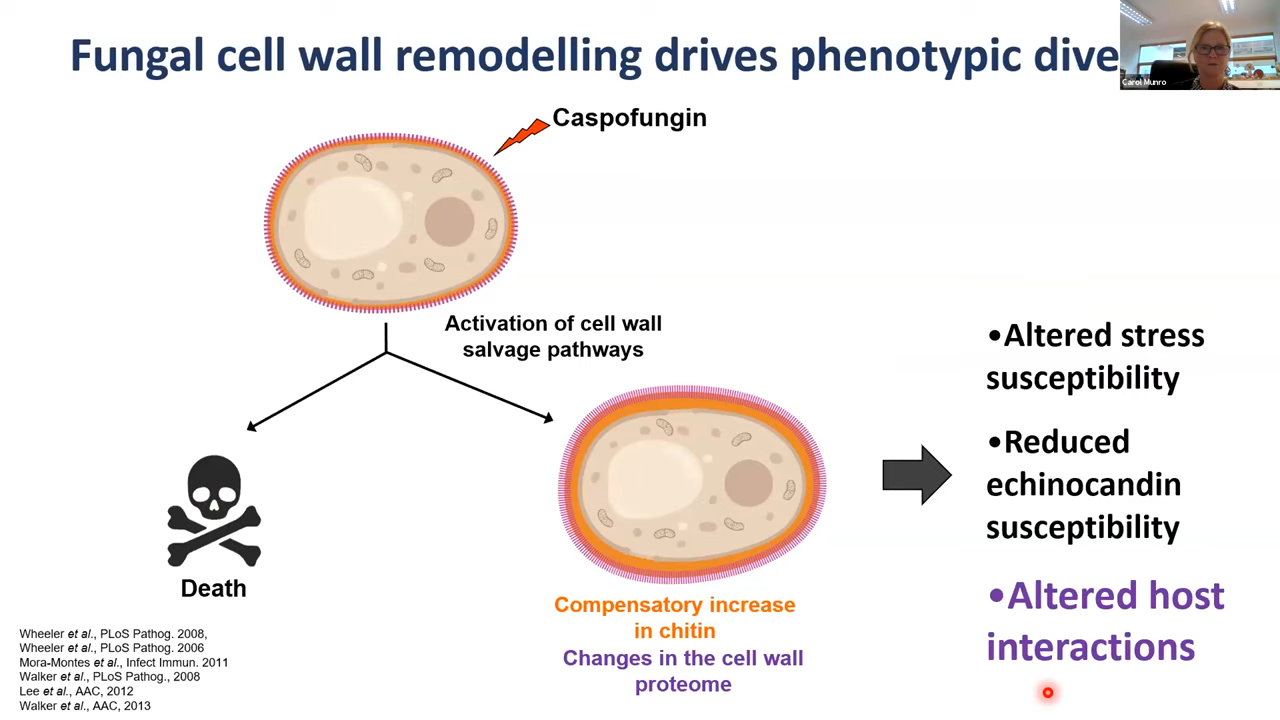 Fungal cell wall remodelling drives phenotypic dive
Carol Munro
Caspofungin
Activation of cell wall
salvage pathways
Death
Compensatory increase
in chitin
Changes in the cell wall
proteome
•Altered stress
susceptibility
•Reduced
echinocandin
susceptibility
•Altered host
interactions
Wheeler et al., PLoS Pathog. 2008,
Wheeler et al., PLoS Pathog. 2006
Mora-Montes et al., Infect Immun. 2011
Walker et al., PLoS Pathog., 2008
Lee et al., AAC, 2012
Walker et al., AAC, 2013